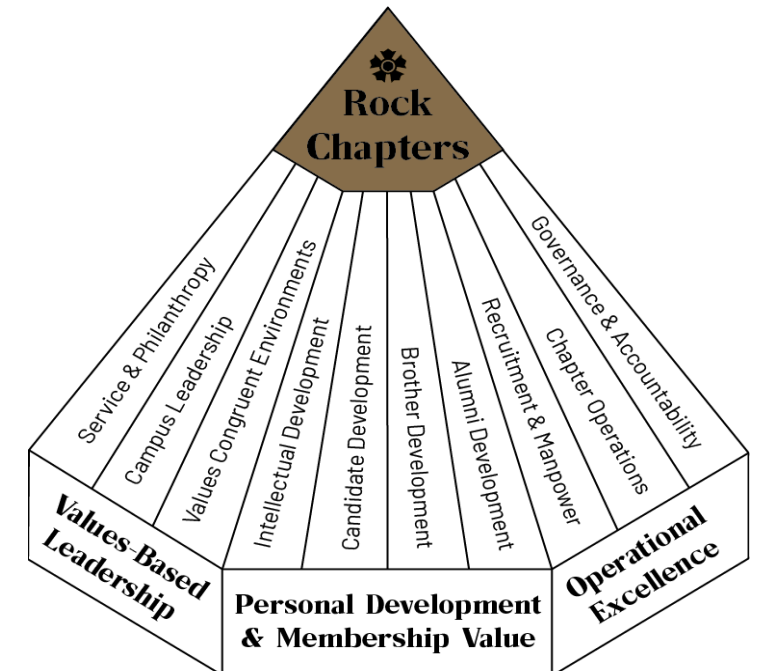 Rock
Chapters
Service & Philanthropy
Campus Leadership
Values Congruent Environments
Intellectual Development
Candidate Development
Brother Development
Alumni Development
Recruitment & Manpower
Chapter Operations
Governance & Accountability
Values-Based
Leadership
Personal Development
& Membership Value
Operational
Excellence